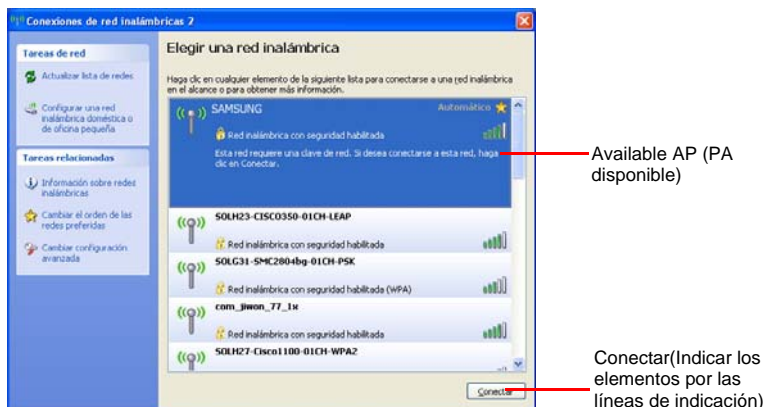 Conexiones de red inalámbricas 2
Tareas de red
Actualizar lista de redes
Configurar una red
inalámbrica doméstica o
de oficina pequeña
Tareas relacionadas
Información sobre redes
inalámbricas
Cambiar el orden de las
redes preferidas
Cambiar configuración
avanzada
Elegir una red inalámbrica
Haga clic en cualquier elemento de la siguiente lista para conectarse a una red inalámbrica
en el alcance o para obtener más información.
SAMSUNG
Automático
Red inalámbrica con seguridad habilitada
Esta red requiere una clave de red. Si desea conectarse a esta red, haga
clic en Conectar.
SOLH23-CISCO350-01CH-LEAP
Red inalámbrica con seguridad habilitada
SOLG31-SMC2804bg-01CH-PSK
Red inalámbrica con seguridad habilitada (WPA)
com_jiwon_77_1x
Red inalámbrica con seguridad habilitada
SOLH27-Cisco1100-01CH-WPA2
Conectar
Available AP (PA
disponible)
Conectar(Indicar los
elementos por las
líneas de indicación)